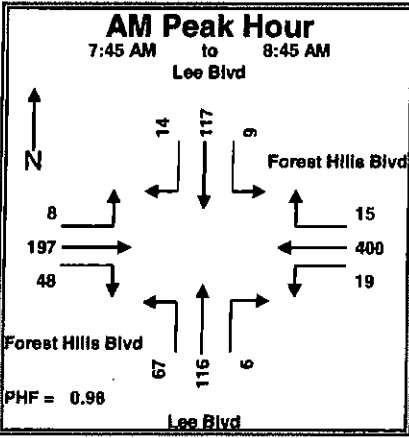 AM Peak Hour
7:45 AM to 8:45 AM
Lee Blvd
14 117 9
N
Forest Hills Blvd
8 15
197 400
48 19
Forest Hills Blvd
67 116 6
PHF = 0.98
Lee Blvd